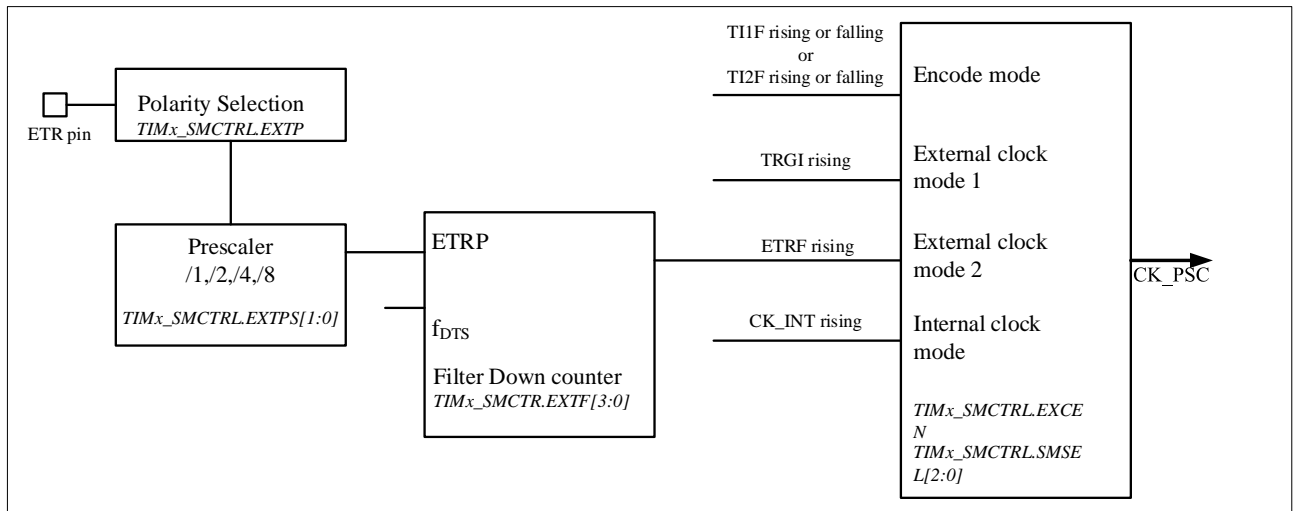 ETR pin
Polarity Selection
TIMx_SMCTRL.EXTP
Prescaler
/1,/2,/4,/8
TIMx_SMCTRL.EXTPS[1:0]
ETRP
fDTS
Filter Down counter
TIMx_SMCTR.EXTF[3:0]
TI1F rising or falling
or
TI2F rising or falling
TRGI rising
ETRF rising
CK_INT rising
Encode mode
External clock
mode 1
External clock
mode 2
Internal clock
mode
TIMx_SMCTRL.EXCE
N
TIMx_SMCTRL.SMSE
L[2:0]
CK_PSC